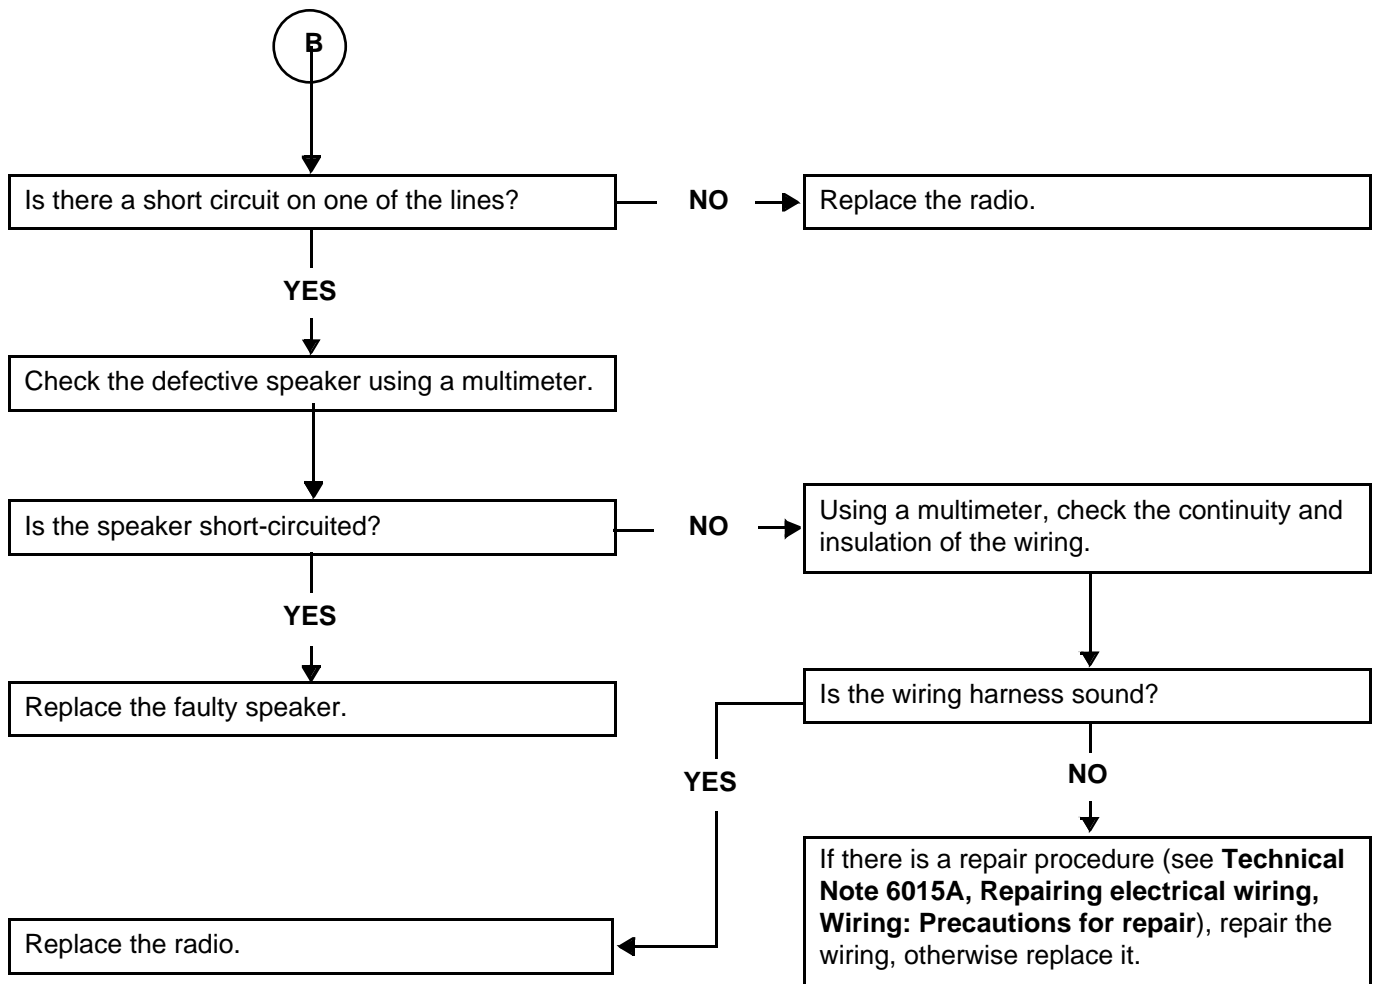 B
Is there a short circuit on one of the lines?
NO
Replace the radio.
YES
Check the defective speaker using a multimeter.
Is the speaker short-circuited?
NO
Using a multimeter, check the continuity and
insulation of the wiring.
YES
Replace the faulty speaker.
Is the wiring harness sound?
YES
NO
Replace the radio.
If there is a repair procedure (see Technical
Note 6015A, Repairing electrical wiring,
Wiring: Precautions for repair), repair the
wiring, otherwise replace it.